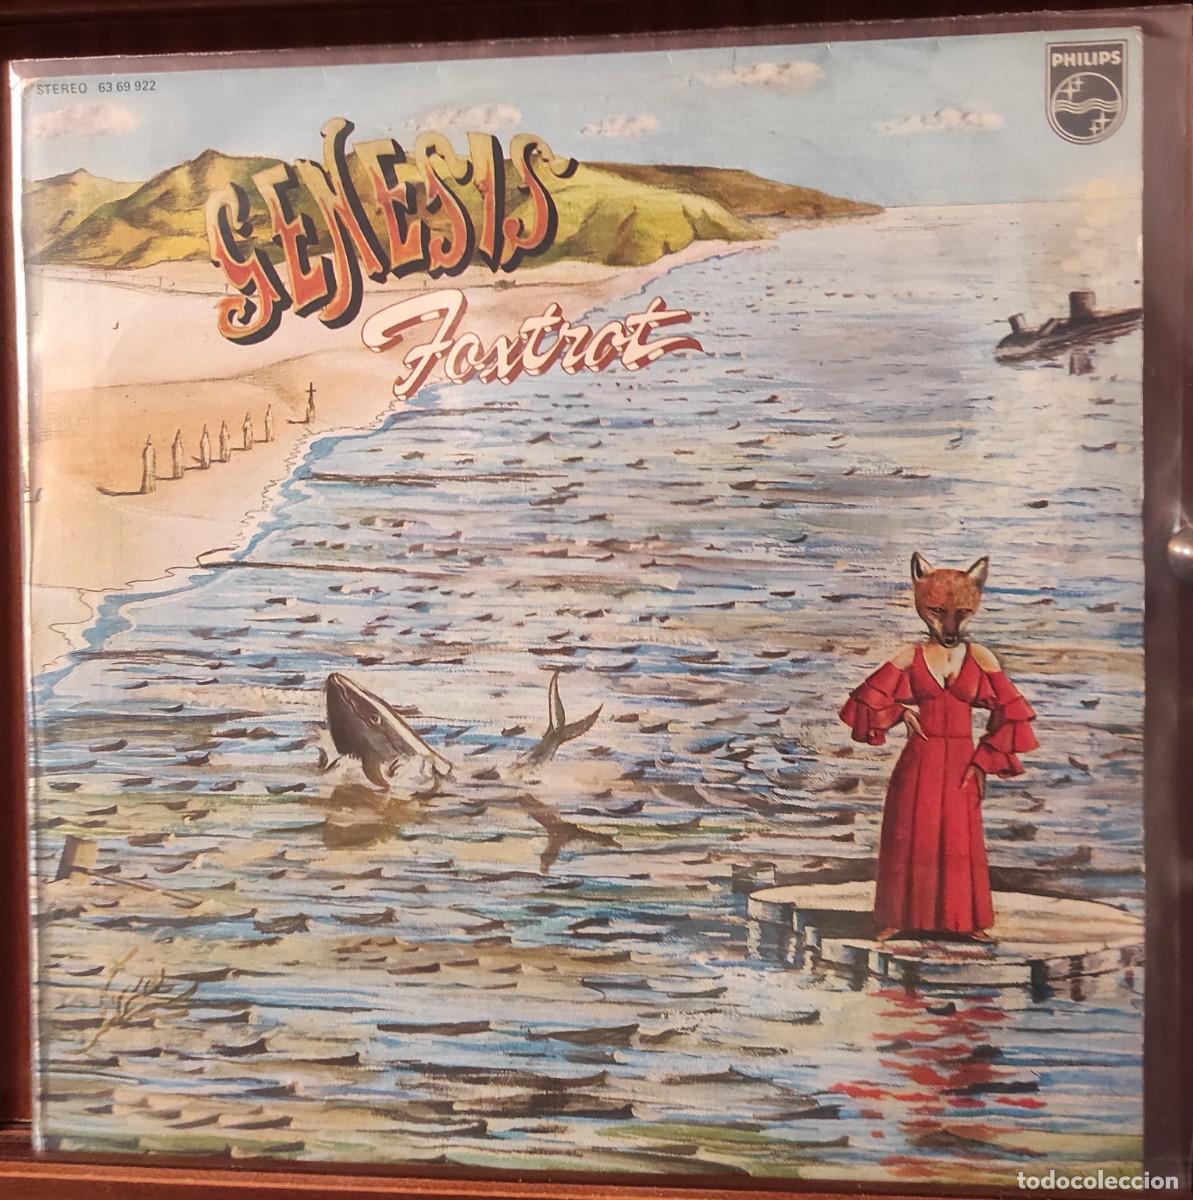 STEREO 63 69 922
PHILIPS
GENESIS
Foxtrot
todocoleccion